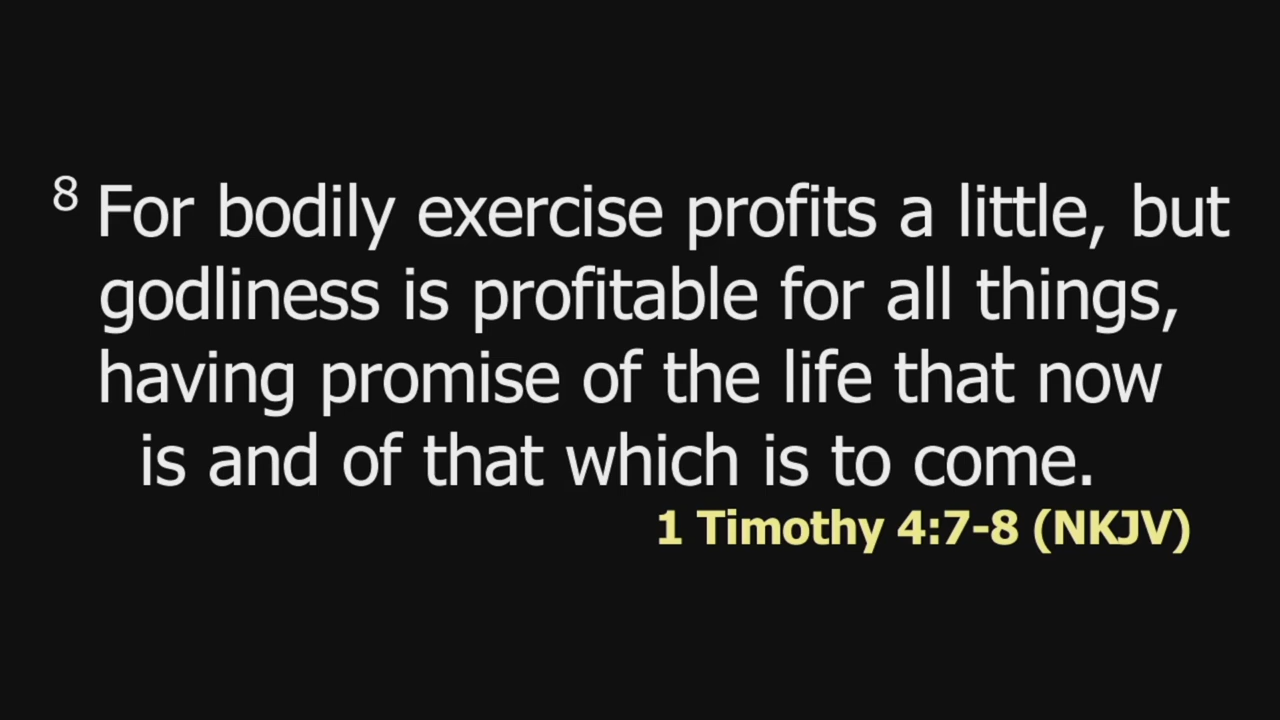 8 For bodily exercise profits a little, but
godliness is profitable for all things,
having promise of the life that now
is and of that which is to come.
1 Timothy 4:7-8 (NKJV)